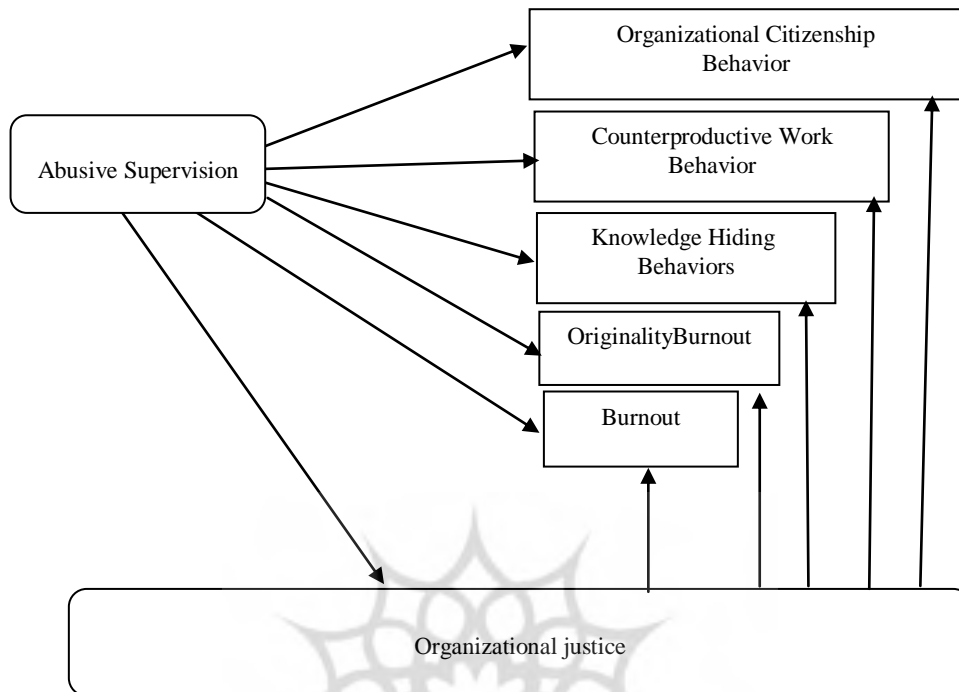 Organizational Citizenship
Behavior
Abusive Supervision
Counterproductive Work
Behavior
Knowledge Hiding
Behaviors
OriginalityBurnout
Burnout
Organizational justice